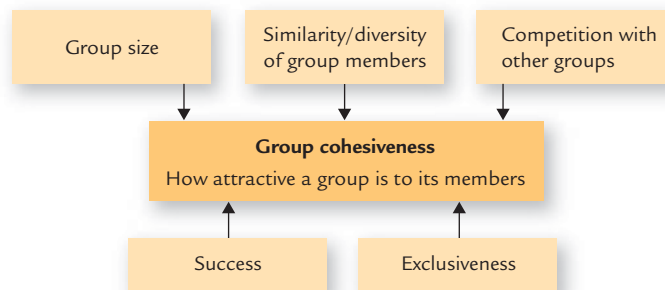 Group size
Similarity/diversity
of group members
Competition with
other groups
Group cohesiveness
How attractive a group is to its members
Success
Exclusiveness